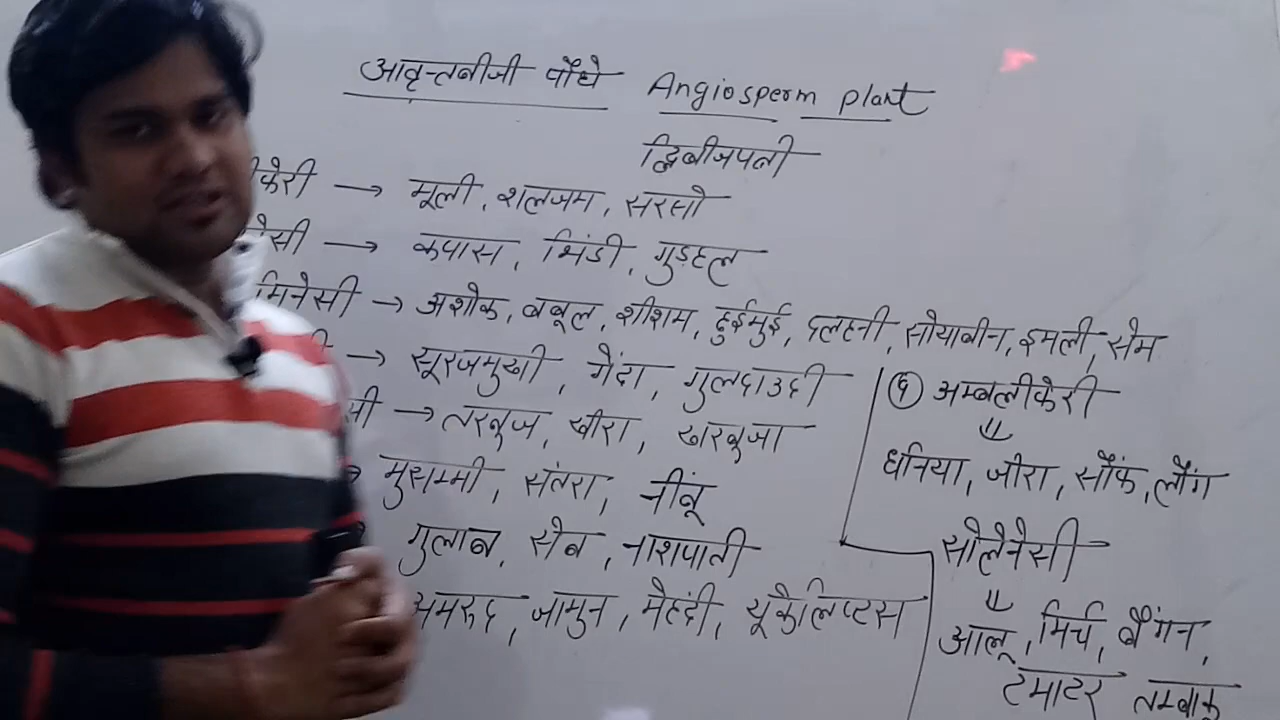 आवृत्तबीजी पौधे Angiosperm plant
द्विबीजपत्री
केरी → मूली, शलजम, सरसो
सी → कपास, भिंडी, गुड़हल
मिनेसी → अशोक, बबूल, शीशम, छुईमुई, दलहनी, सोयाबीन, इमली, सेम
→ सूरजमुखी, गेंदा, गुलदाउदी
सी → तरबूज, खीरा, खरबूजा
मुसम्मी, संतरा, नींबू
गुलाब, सेब, नाशपाती
अमरुद, जामुन, मेहंदी, यूकैलिप्टस
⑨ अम्बलीकेरी
धनिया, जीरा, सौंफ, लौंग
सोलेनेसी
आलू, मिर्च, बैंगन,
टमाटर तम्बाकू